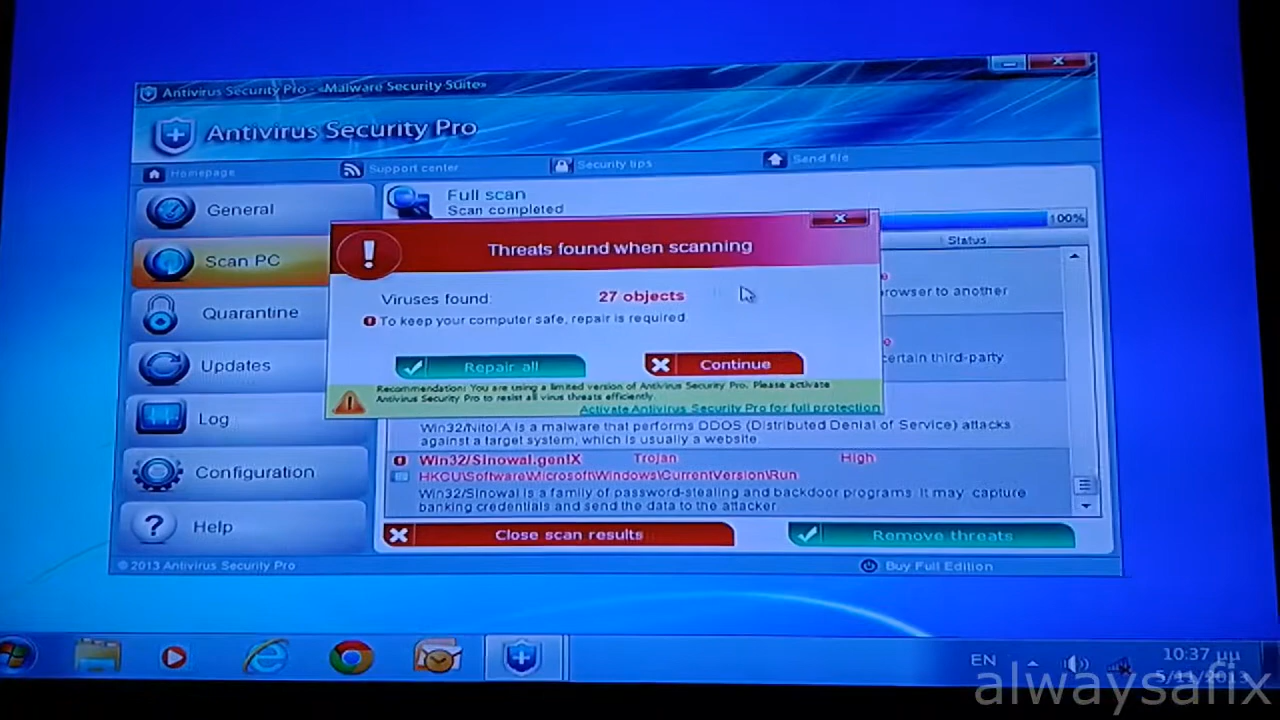 Antivirus Security Pro - «Malware Security Suite»
Antivirus Security Pro
Homepage
Support center
Security tips
Send file
General
Scan PC
Quarantine
Updates
Log
Configuration
Help
Full scan
Scan completed
100%
Status
rowser to another
ertain third-party
Threats found when scanning
Viruses found: 27 objects
To keep your computer safe, repair is required
Repair all
Continue
Recommendation: You are using a limited version of Antivirus Security Pro. Please activate
Antivirus Security Pro to resist all virus threats efficiently.
Activate Antivirus Security Pro for full protection
Win32/Nitol.A is a malware that performs DDOS (Distributed Denial of Service) attacks
against a target system, which is usually a website
Win32/Sinowal.gen!X Trojan High
HKCU\Software\Microsoft\Windows\CurrentVersion\Run
Win32/Sinowal is a family of password-stealing and backdoor programs. It may capture
banking credentials and send the data to the attacker
Close scan results
Remove threats
© 2013 Antivirus Security Pro
Buy Full Edition
EN
10:37 μμ
5/11/2013
alwaysafix